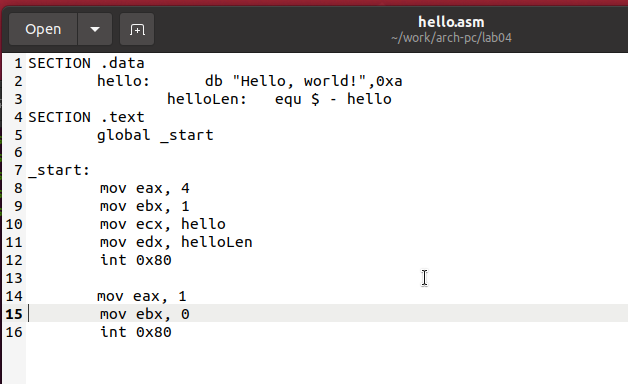 Open
hello.asm
~/work/arch-pc/lab04
1 SECTION .data
2 hello: db "Hello, world!",0xa
3 helloLen: equ $ - hello
4 SECTION .text
5 global _start
6
7 _start:
8 mov eax, 4
9 mov ebx, 1
10 mov ecx, hello
11 mov edx, helloLen
12 int 0x80
13
14 mov eax, 1
15 mov ebx, 0
16 int 0x80